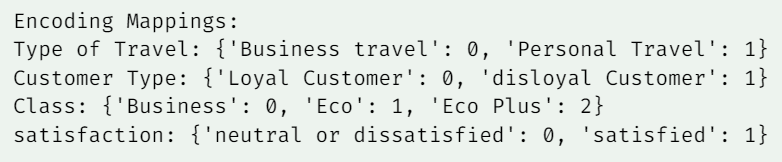 Encoding Mappings:
Type of Travel: {'Business travel': 0, 'Personal Travel': 1}
Customer Type: {'Loyal Customer': 0, 'disloyal Customer': 1}
Class: {'Business': 0, 'Eco': 1, 'Eco Plus': 2}
satisfaction: {'neutral or dissatisfied': 0, 'satisfied': 1}